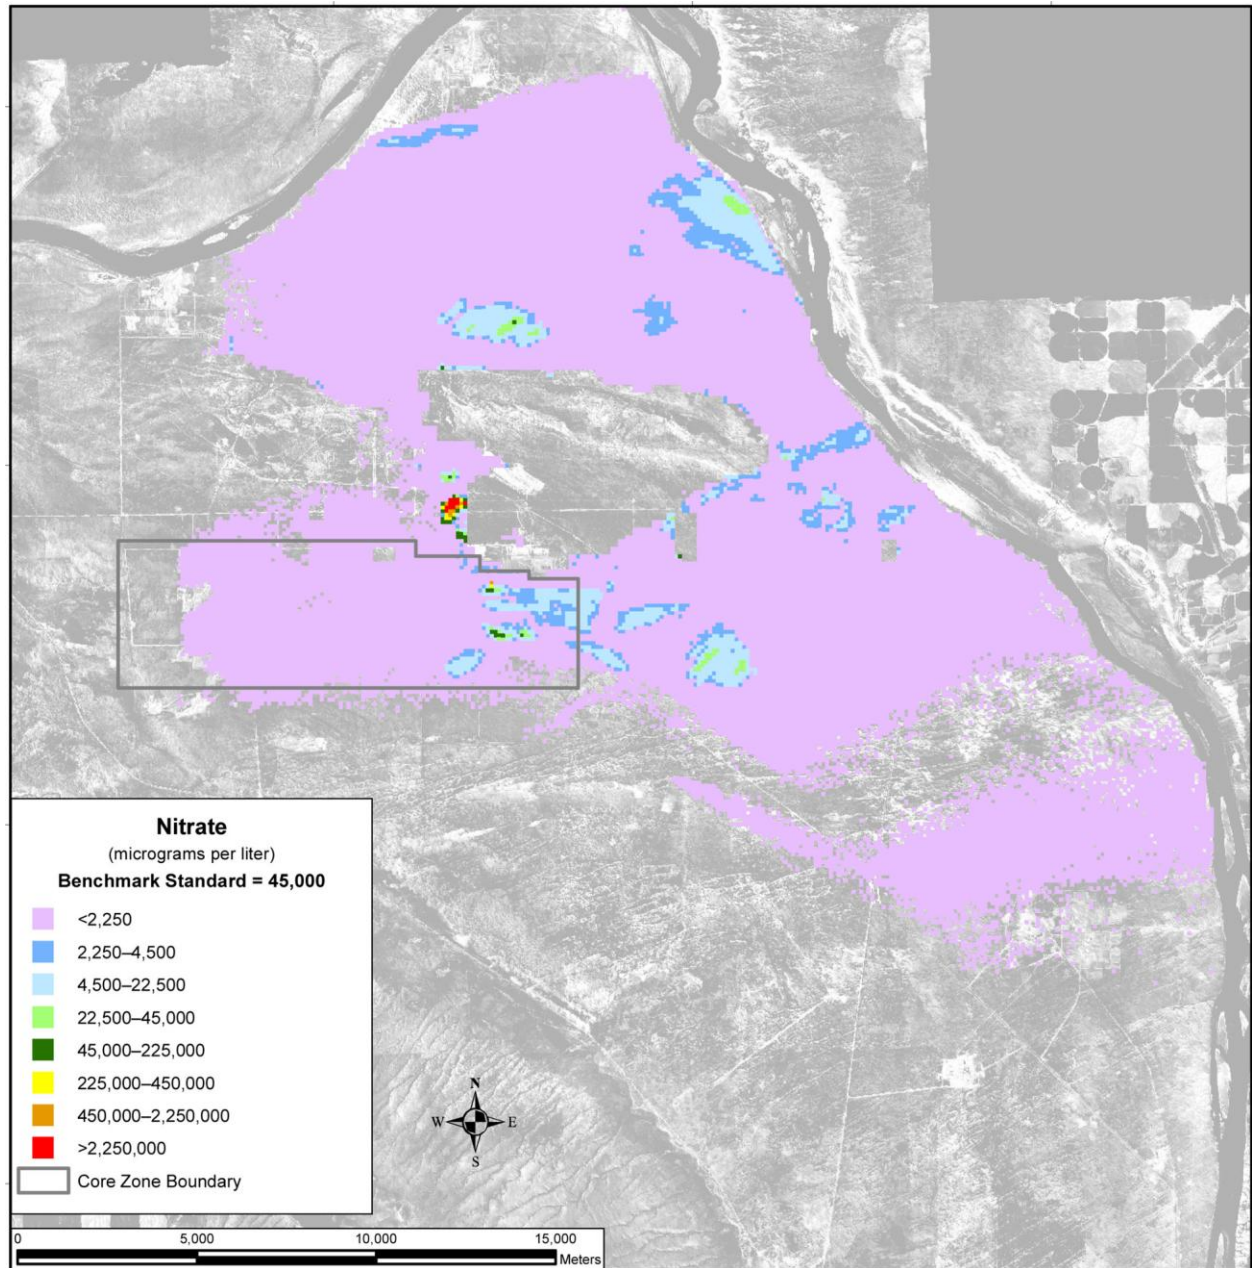 Nitrate
(micrograms per liter)
Benchmark Standard = 45,000
<2,250
2,250–4,500
4,500–22,500
22,500–45,000
45,000–225,000
225,000–450,000
450,000–2,250,000
>2,250,000
Core Zone Boundary
N
W E
S
0 5,000 10,000 15,000
Meters